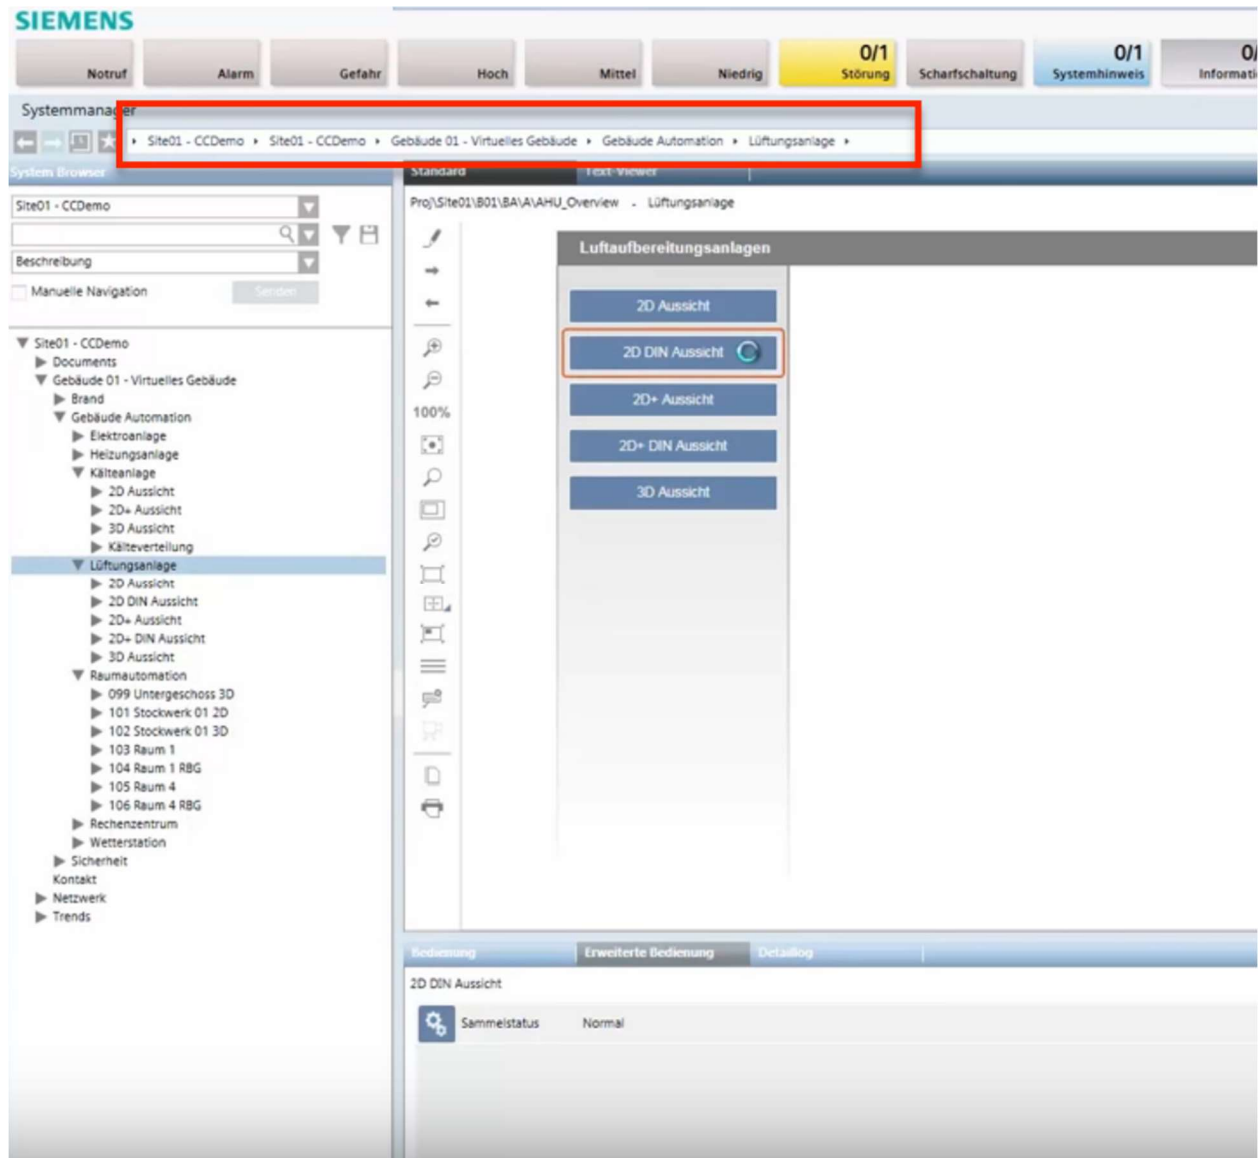 SIEMENS
Notruf
Alarm
Gefahr
Hoch
Mittel
Niedrig
0/1
Störung
Scharfschaltung
0/1
Systemhinweis
0/
Informati
Systemmanager
Site01 - CCDemo Site01 - CCDemo Gebäude 01 - Virtuelles Gebäude Gebäude Automation Lüftungsanlage
System Browser
Standard
Text-Viewer
Site01 - CCDemo
Beschreibung
Manuelle Navigation
Senden
Site01 - CCDemo
Documents
Gebäude 01 - Virtuelles Gebäude
Brand
Gebäude Automation
Elektroanlage
Heizungsanlage
Kälteanlage
2D Aussicht
2D+ Aussicht
3D Aussicht
Kälteverteilung
Lüftungsanlage
2D Aussicht
2D DIN Aussicht
2D+ Aussicht
2D+ DIN Aussicht
3D Aussicht
Raumautomation
099 Untergeschoss 3D
101 Stockwerk 01 2D
102 Stockwerk 01 3D
103 Raum 1
104 Raum 1 RBG
105 Raum 4
106 Raum 4 RBG
Rechenzentrum
Wetterstation
Sicherheit
Kontakt
Netzwerk
Trends
Proj\Site01\B01\BA\A\AHU_Overview - Lüftungsanlage
100%
Luftaufbereitungsanlagen
2D Aussicht
2D DIN Aussicht
2D+ Aussicht
2D+ DIN Aussicht
3D Aussicht
Bedienung
Erweiterte Bedienung
Detaillog
2D DIN Aussicht
Sammelstatus Normal